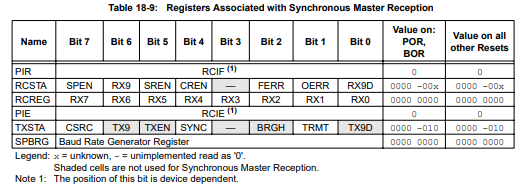 Table 18-9: Registers Associated with Synchronous Master Reception
Name Bit 7 Bit 6 Bit 5 Bit 4 Bit 3 Bit 2 Bit 1 Bit 0 Value on: POR, BOR Value on all other Resets
PIR RCIF (1) 0 0
RCSTA SPEN RX9 SREN CREN — FERR OERR RX9D 0000 -00x 0000 -00x
RCREG RX7 RX6 RX5 RX4 RX3 RX2 RX1 RX0 0000 0000 0000 0000
PIE RCIE (1) 0 0
TXSTA CSRC TX9 TXEN SYNC — BRGH TRMT TX9D 0000 -010 0000 -010
SPBRG Baud Rate Generator Register 0000 0000 0000 0000
Legend: x = unknown, - = unimplemented read as '0'.
Shaded cells are not used for Synchronous Master Reception.
Note 1: The position of this bit is device dependent.